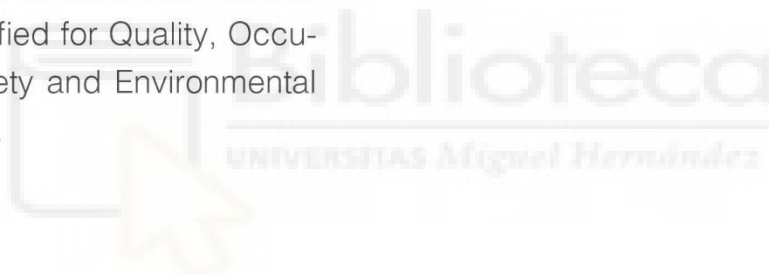 fied for Quality, Occu-
ety and Environmental
Biblioteca
UNIVERSITAS Miguel Hernández